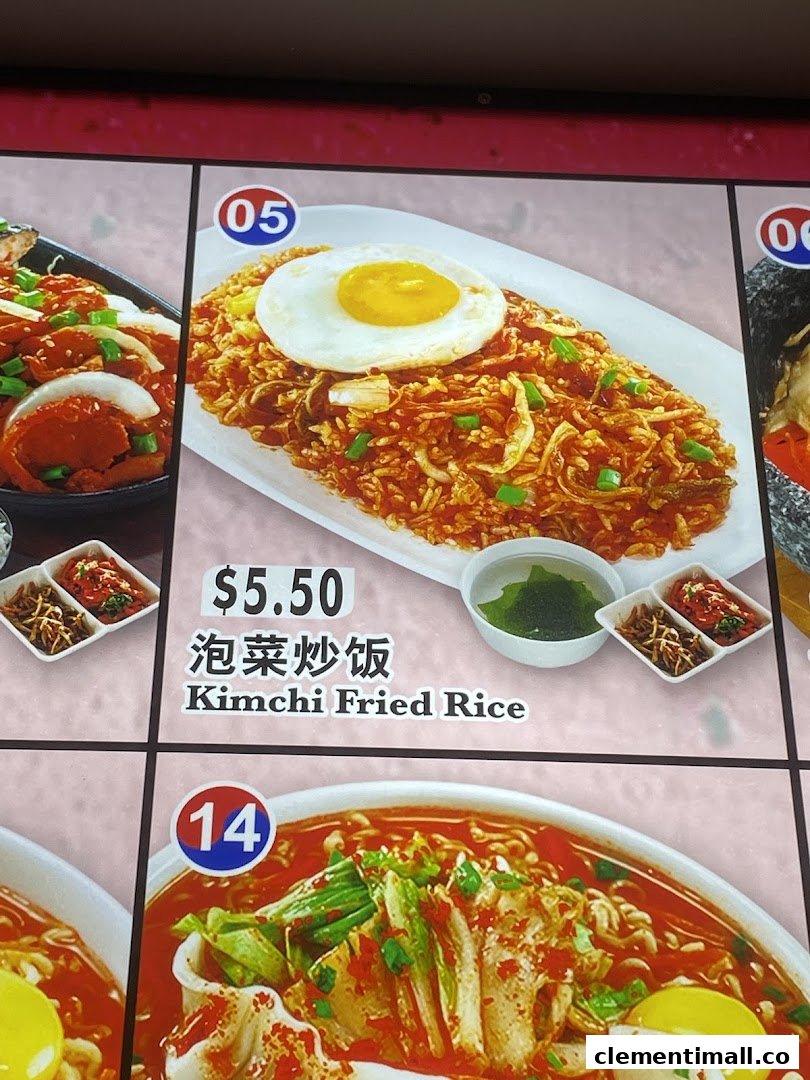 05
$5.50
泡菜炒饭
Kimchi Fried Rice
14
clementimall.co